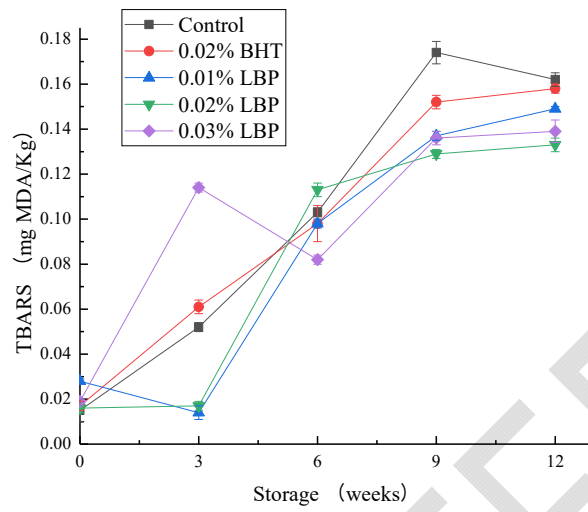 Control
0.02% BHT
0.01% LBP
0.02% LBP
0.03% LBP
0.18
0.16
0.14
0.12
0.10
0.08
0.06
0.04
0.02
0.00
TBARS (mg MDA/Kg)
0 3 6 9 12
Storage (weeks)